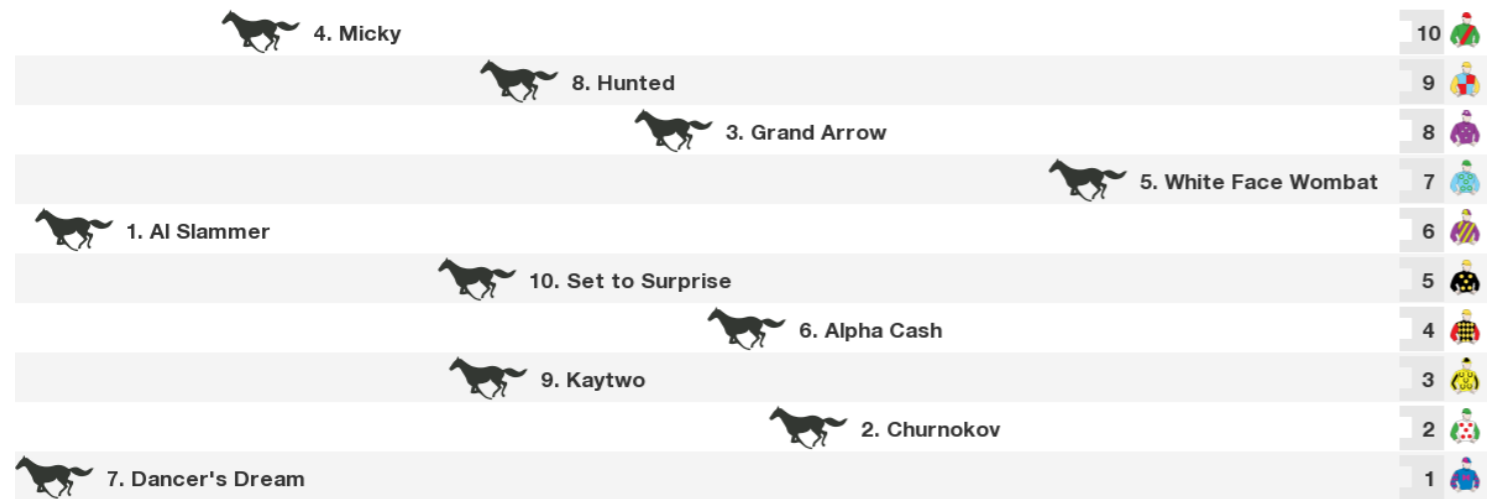 4. Micky 10
8. Hunted 9
3. Grand Arrow 8
5. White Face Wombat 7
1. Al Slammer 6
10. Set to Surprise 5
6. Alpha Cash 4
9. Kaytwo 3
2. Churnokov 2
7. Dancer's Dream 1